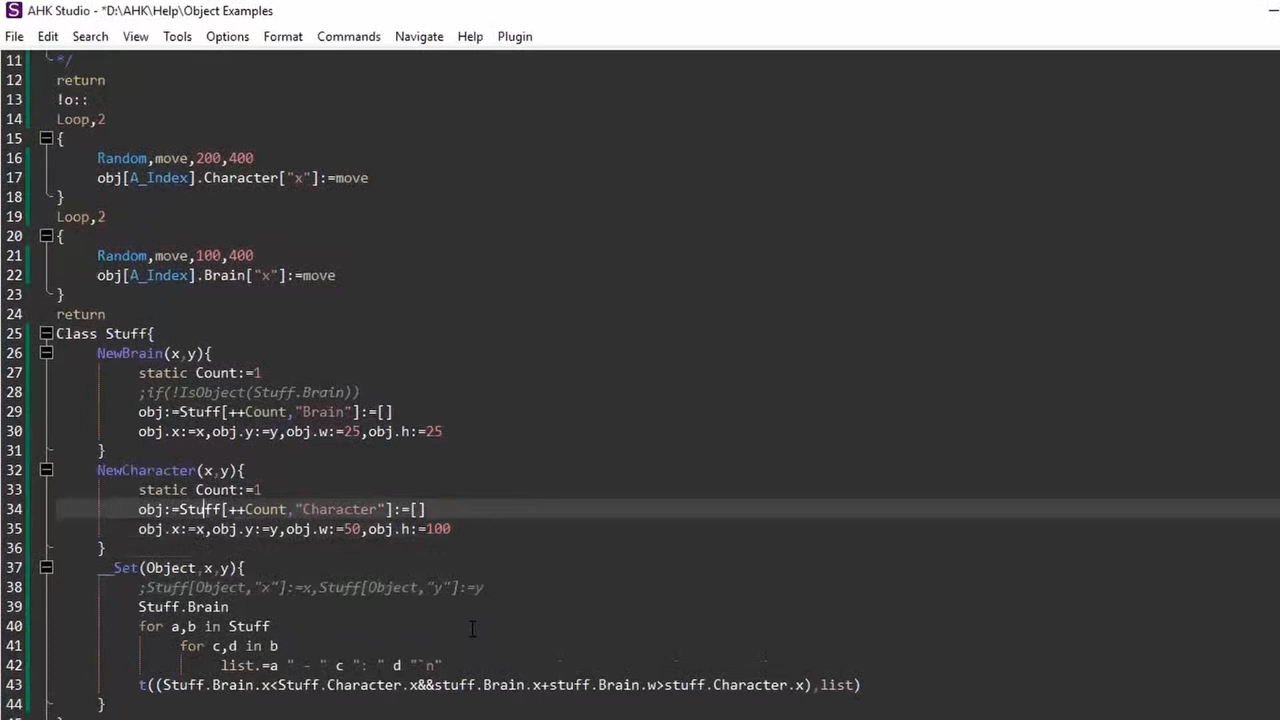 AHK Studio - *D:\AHK\Help\Object Examples
File Edit Search View Tools Options Format Commands Navigate Help Plugin
11 */
12 return
13 !o::
14 Loop,2
15 {
16 Random,move,200,400
17 obj[A_Index].Character["x"]:=move
18 }
19 Loop,2
20 {
21 Random,move,100,400
22 obj[A_Index].Brain["x"]:=move
23 }
24 return
25 Class Stuff{
26 NewBrain(x,y){
27 static Count:=1
28 ;if(!IsObject(Stuff.Brain))
29 obj:=Stuff[++Count,"Brain"]:=[]
30 obj.x:=x,obj.y:=y,obj.w:=25,obj.h:=25
31 }
32 NewCharacter(x,y){
33 static Count:=1
34 obj:=Stuff[++Count,"Character"]:=[]
35 obj.x:=x,obj.y:=y,obj.w:=50,obj.h:=100
36 }
37 __Set(Object,x,y){
38 ;Stuff[Object,"x"]:=x,Stuff[Object,"y"]:=y
39 Stuff.Brain
40 for a,b in Stuff
41 for c,d in b
42 list.=a " - " c ": " d "`n"
43 t((Stuff.Brain.x<Stuff.Character.x&&stuff.Brain.x+stuff.Brain.w>stuff.Character.x),list)
44 }